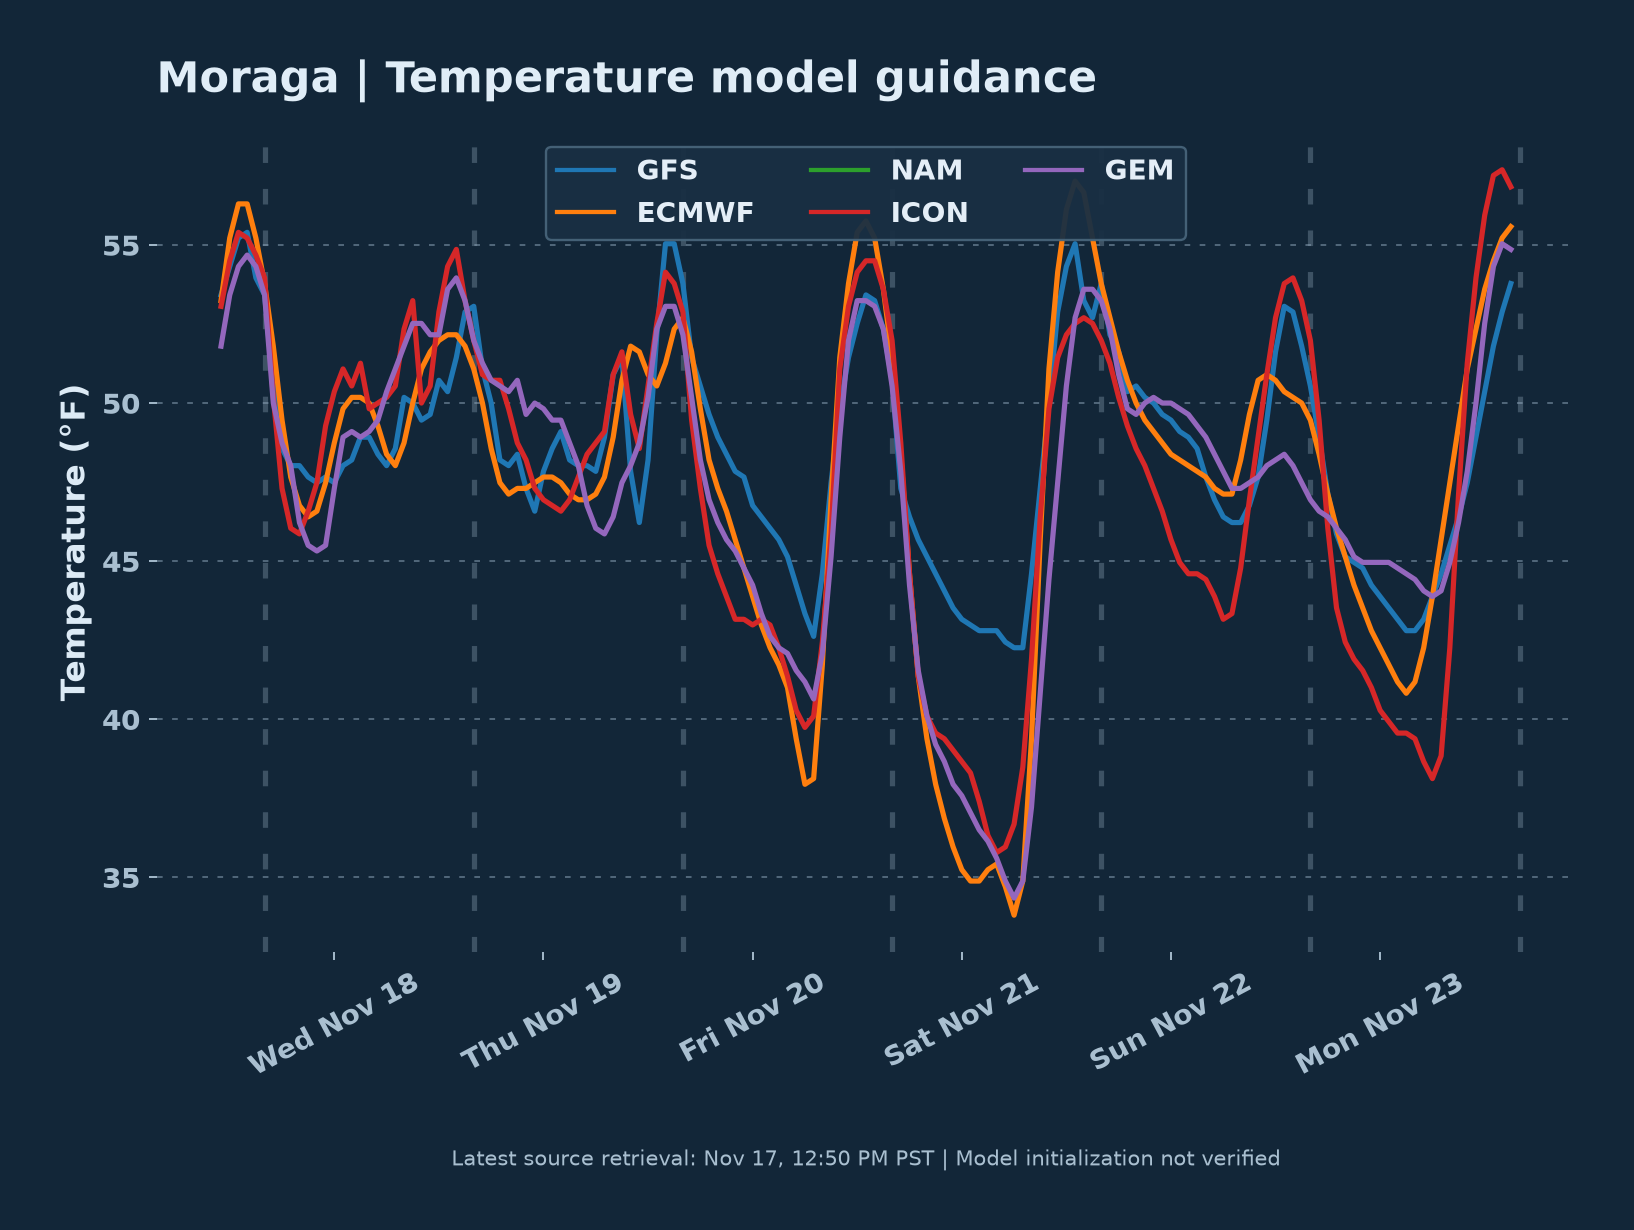 Moraga | Temperature model guidance
GFS NAM GEM
ECMWF ICON
Temperature (°F)
55
50
45
40
35
Wed Nov 18
Thu Nov 19
Fri Nov 20
Sat Nov 21
Sun Nov 22
Mon Nov 23
Latest source retrieval: Nov 17, 12:50 PM PST | Model initialization not verified